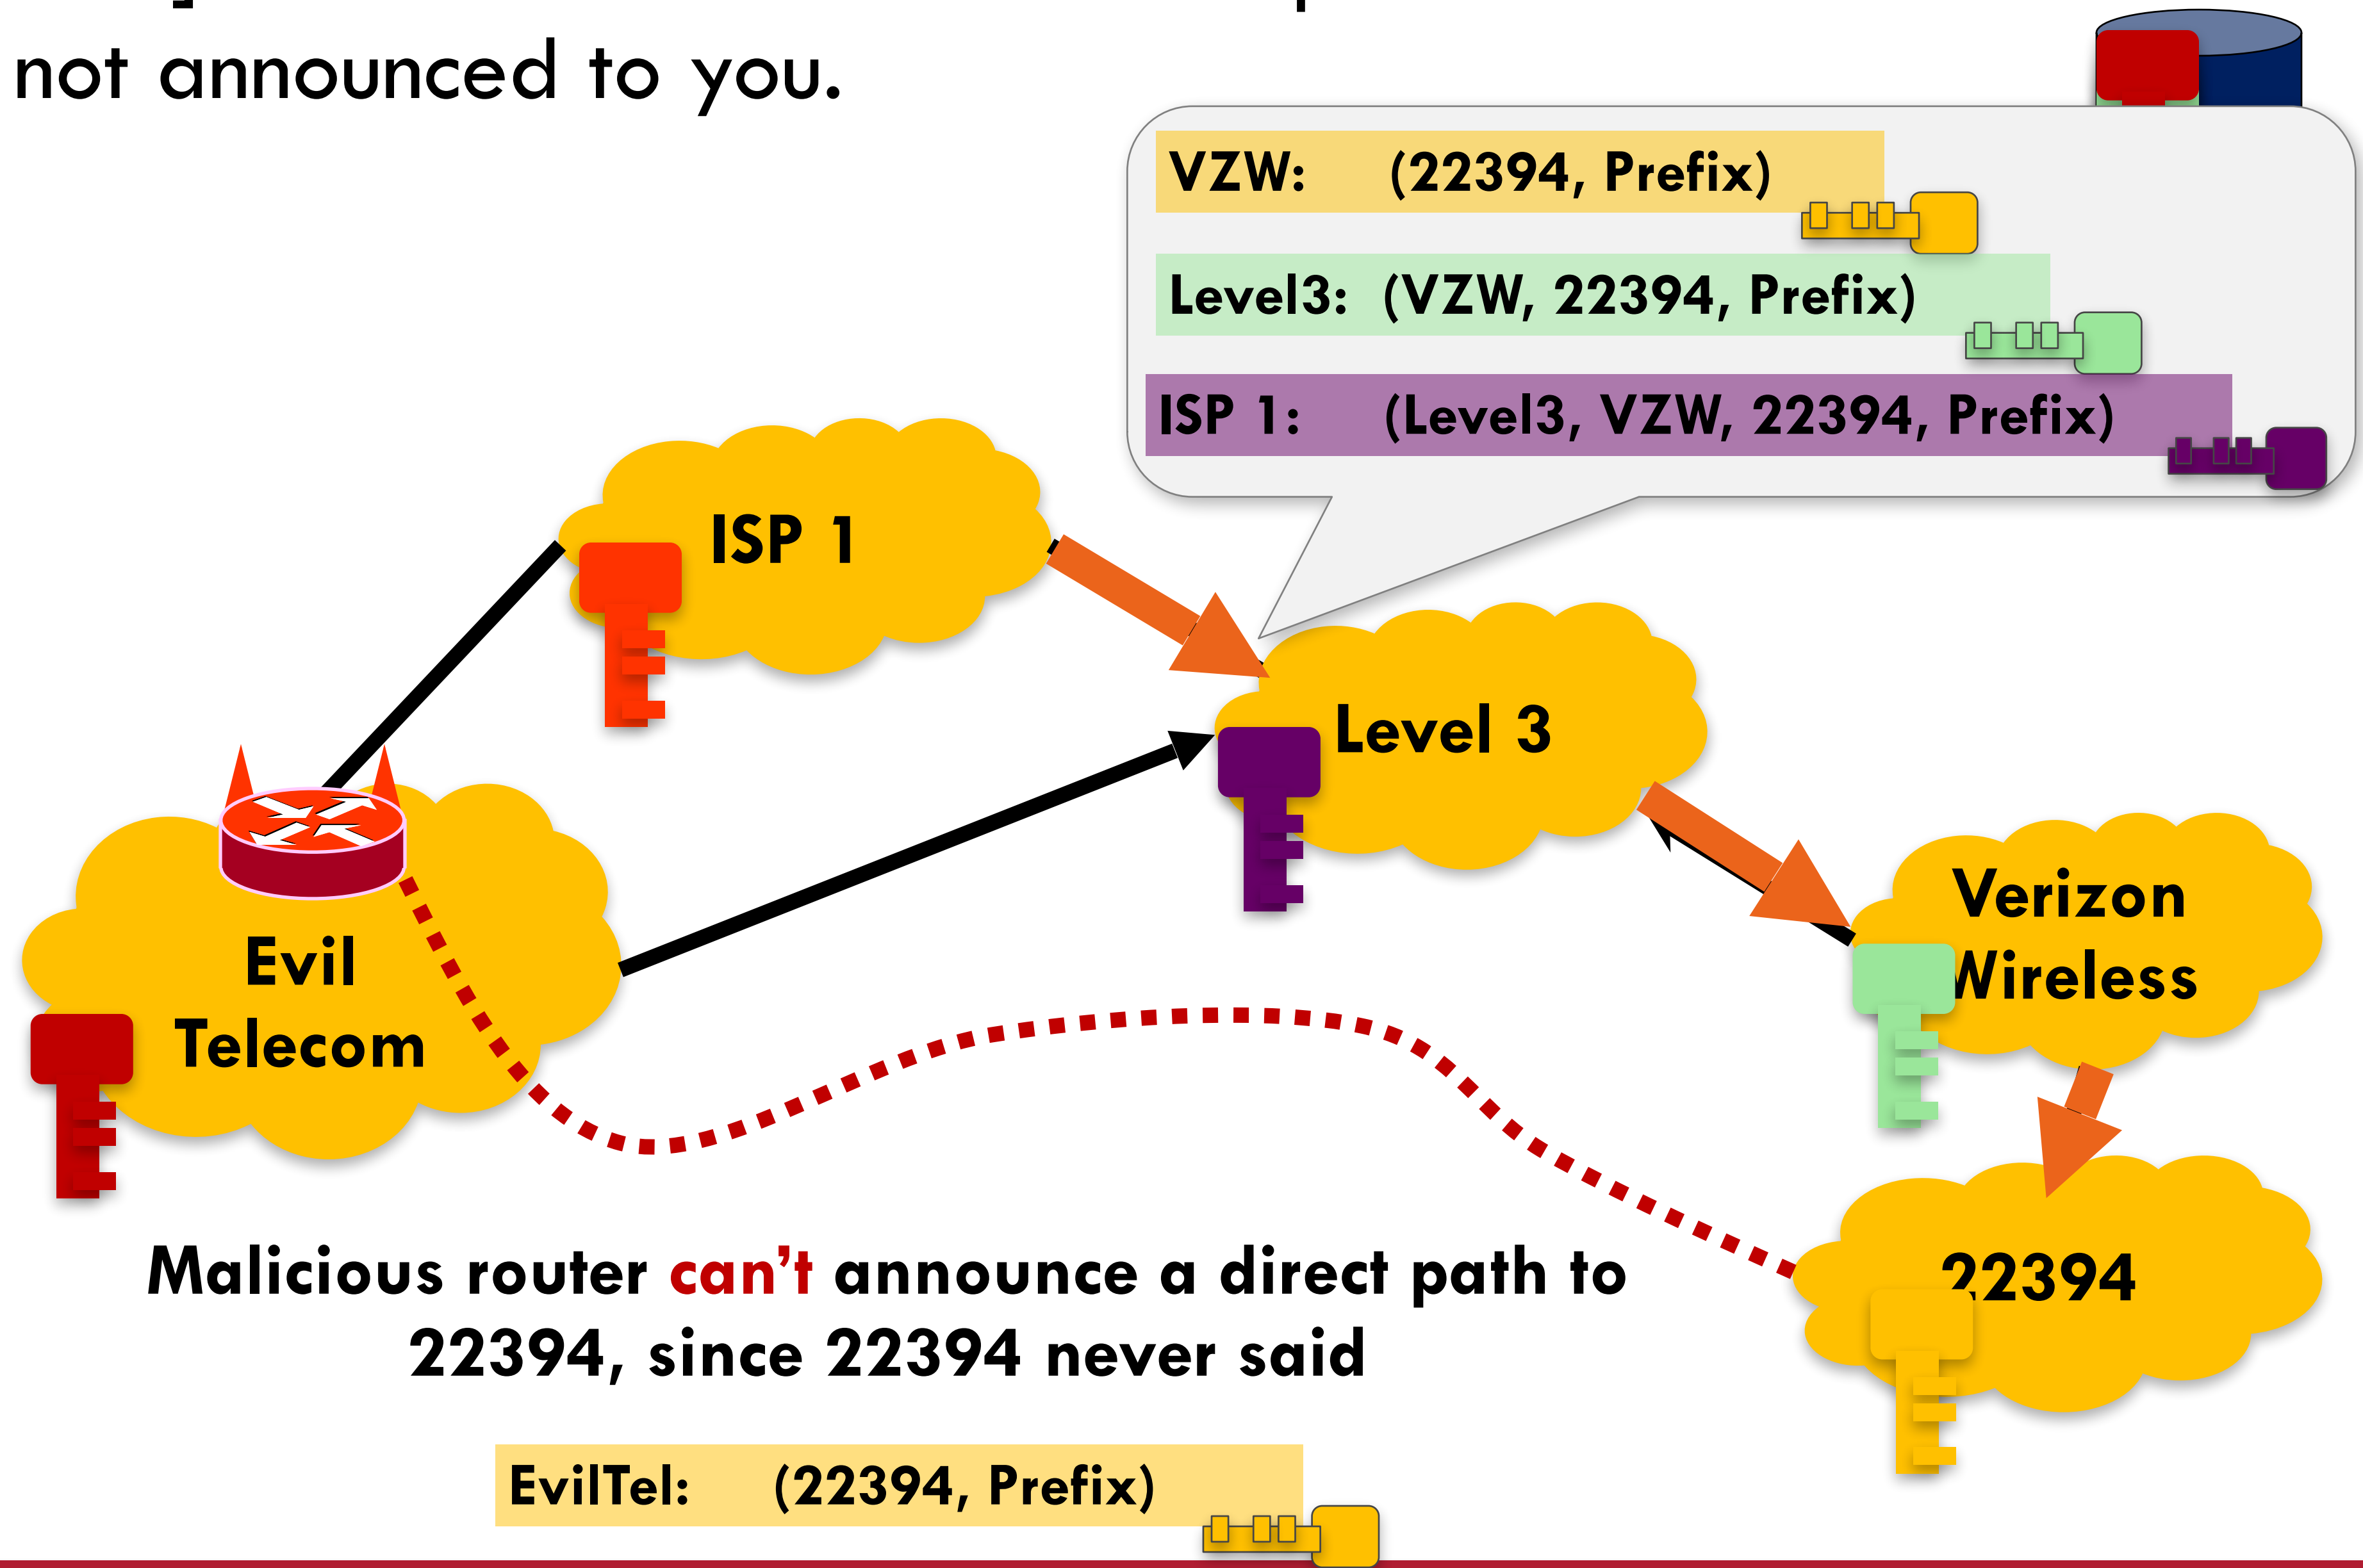 not announced to you.
VZW: (22394, Prefix)
Level3: (VZW, 22394, Prefix)
ISP 1: (Level3, VZW, 22394, Prefix)
ISP 1
Level 3
Verizon
Wireless
Evil
Telecom
22394
Malicious router can’t announce a direct path to
22394, since 22394 never said
EvilTel: (22394, Prefix)